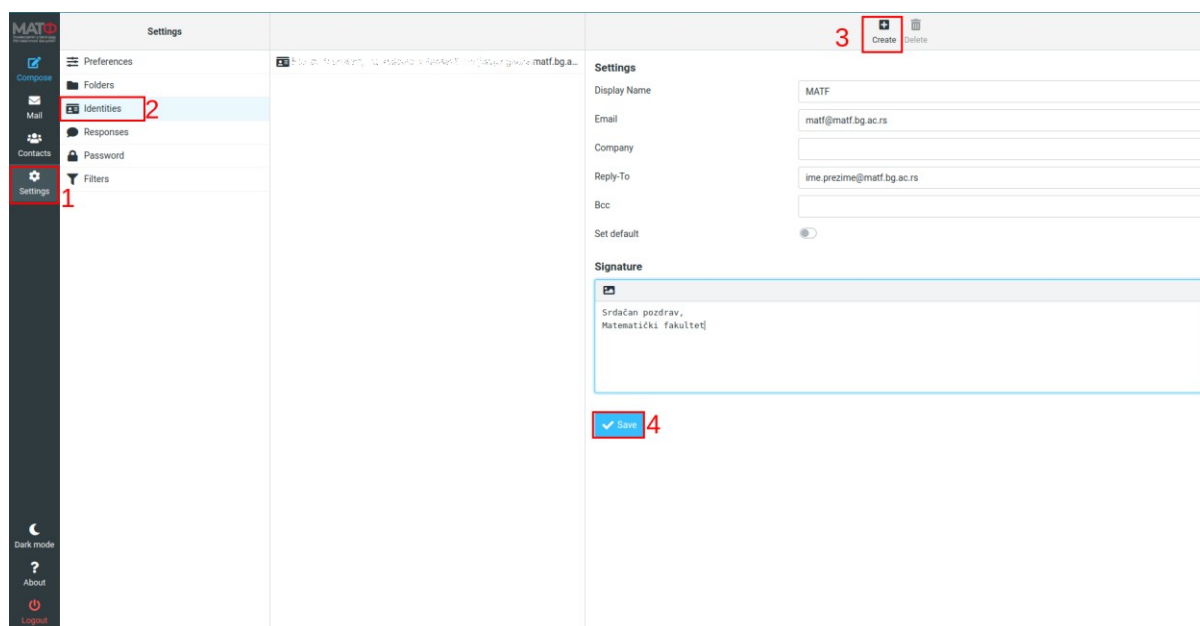 МАТФ
Compose
Mail
Contacts
Settings
1
Dark mode
About
Logout
Settings
Preferences
Folders
Identities
2
Responses
Password
Filters
matf.bg.a...
3
Create
Delete
Settings
Display Name
MATF
Email
matf@matf.bg.ac.rs
Company
Reply-To
ime.prezime@matf.bg.ac.rs
Bcc
Set default
Signature
Srdačan pozdrav,
Matematički fakultet
Save
4